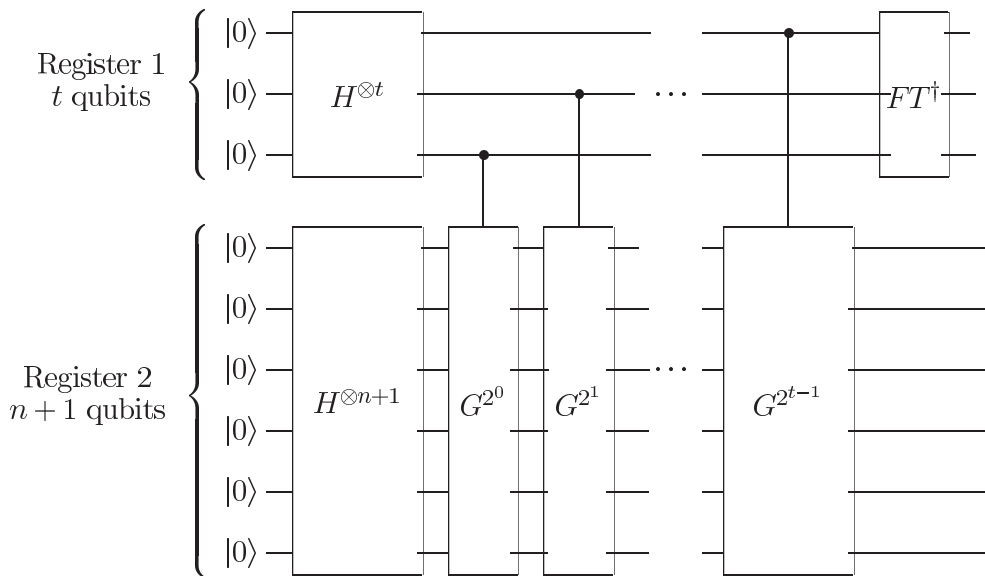 Register 1
t qubits
|0⟩
|0⟩
|0⟩
H^{⊗t}
· · ·
FT^†
Register 2
n + 1 qubits
|0⟩
|0⟩
|0⟩
|0⟩
|0⟩
|0⟩
H^{⊗n+1}
G^{2^0}
G^{2^1}
· · ·
G^{2^{t−1}}